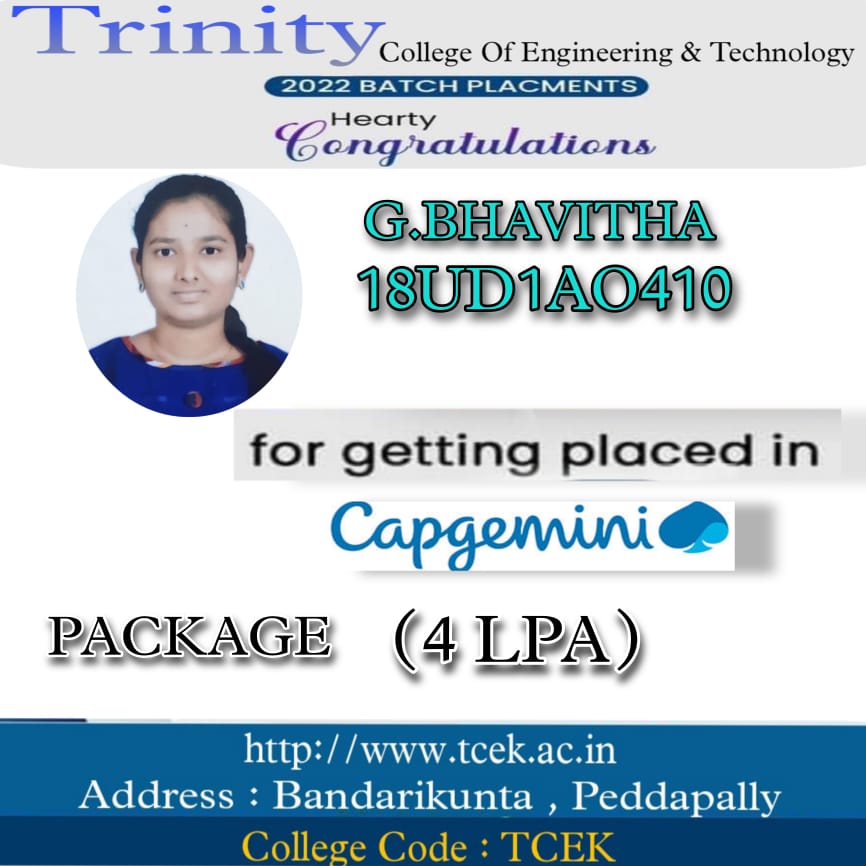 Trinity College Of Engineering & Technology
2022 BATCH PLACMENTS
Hearty
Congratulations
G.BHAVITHA
18UD1AO410
for getting placed in
Capgemini
PACKAGE (4 LPA)
http://www.tcek.ac.in
Address : Bandarikunta , Peddapally
College Code : TCEK